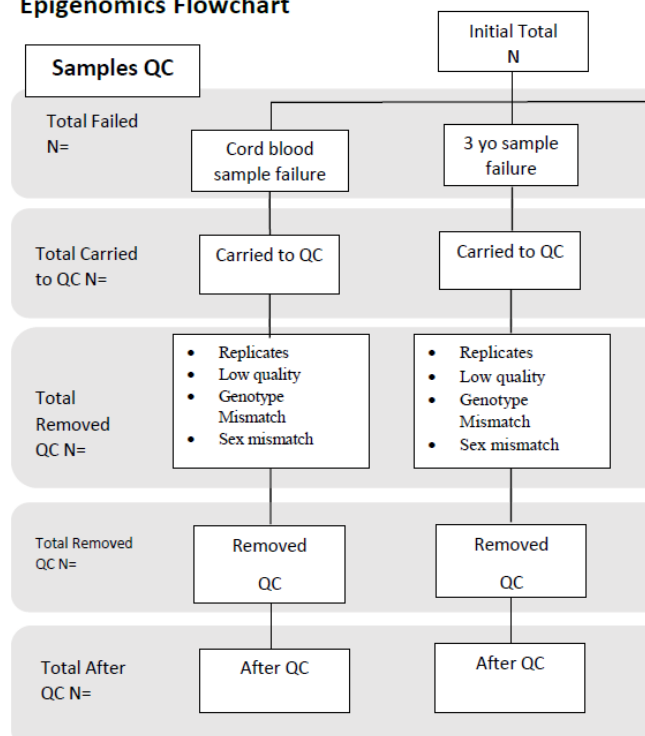 Epigenomics Flowchart
Initial Total
N
Samples QC
Total Failed
N=
Cord blood
sample failure
3 yo sample
failure
Total Carried
to QC N=
Carried to QC
Carried to QC
Total
Removed
QC N=
• Replicates
• Low quality
• Genotype
Mismatch
• Sex mismatch
• Replicates
• Low quality
• Genotype
Mismatch
• Sex mismatch
Total Removed
QC N=
Removed
QC
Removed
QC
Total After
QC N=
After QC
After QC